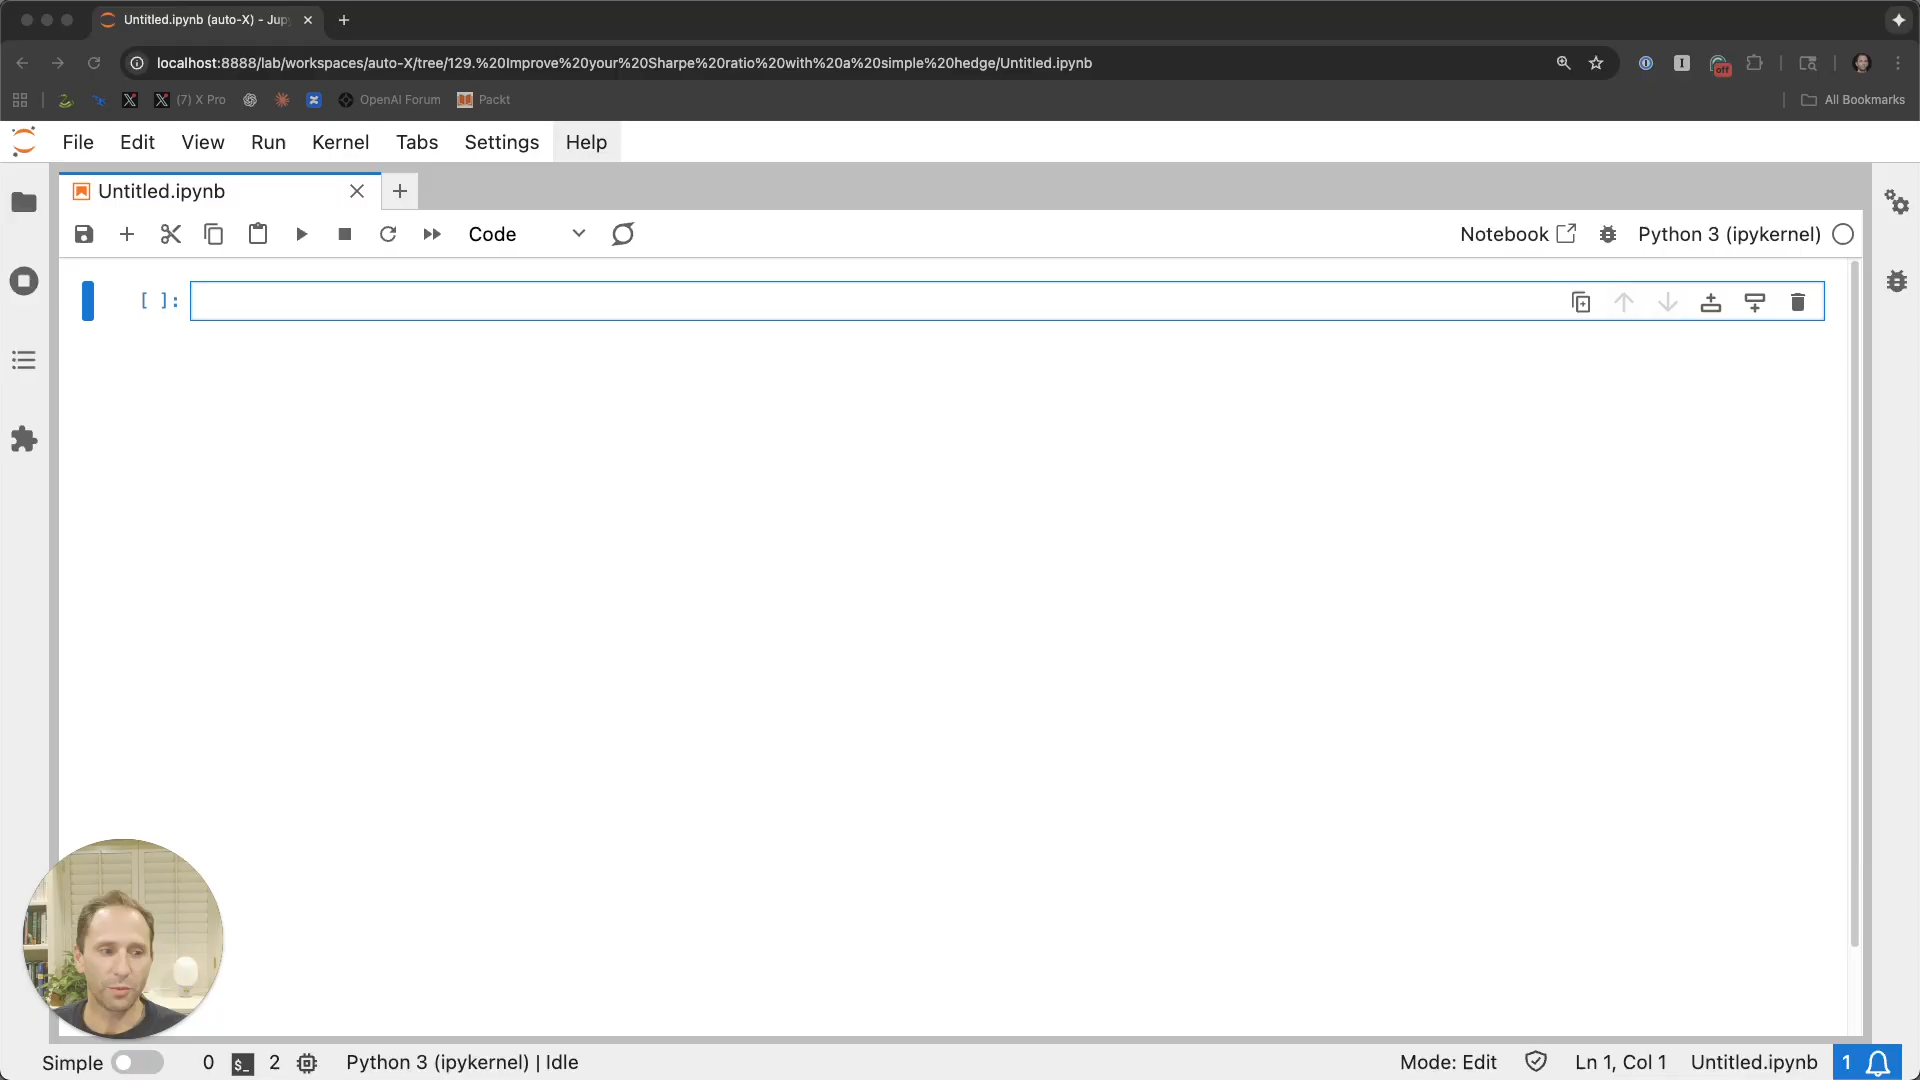 Untitled.ipynb (auto-X) - Jup
localhost:8888/lab/workspaces/auto-X/tree/129.%20Improve%20your%20Sharpe%20ratio%20with%20a%20simple%20hedge/Untitled.ipynb
off
(7) X Pro
OpenAI Forum
Packt
All Bookmarks
File Edit View Run Kernel Tabs Settings Help
Untitled.ipynb
Code
Notebook
Python 3 (ipykernel)
[ ]:
Simple
0
$_
2
Python 3 (ipykernel) | Idle
Mode: Edit
Ln 1, Col 1
Untitled.ipynb
1